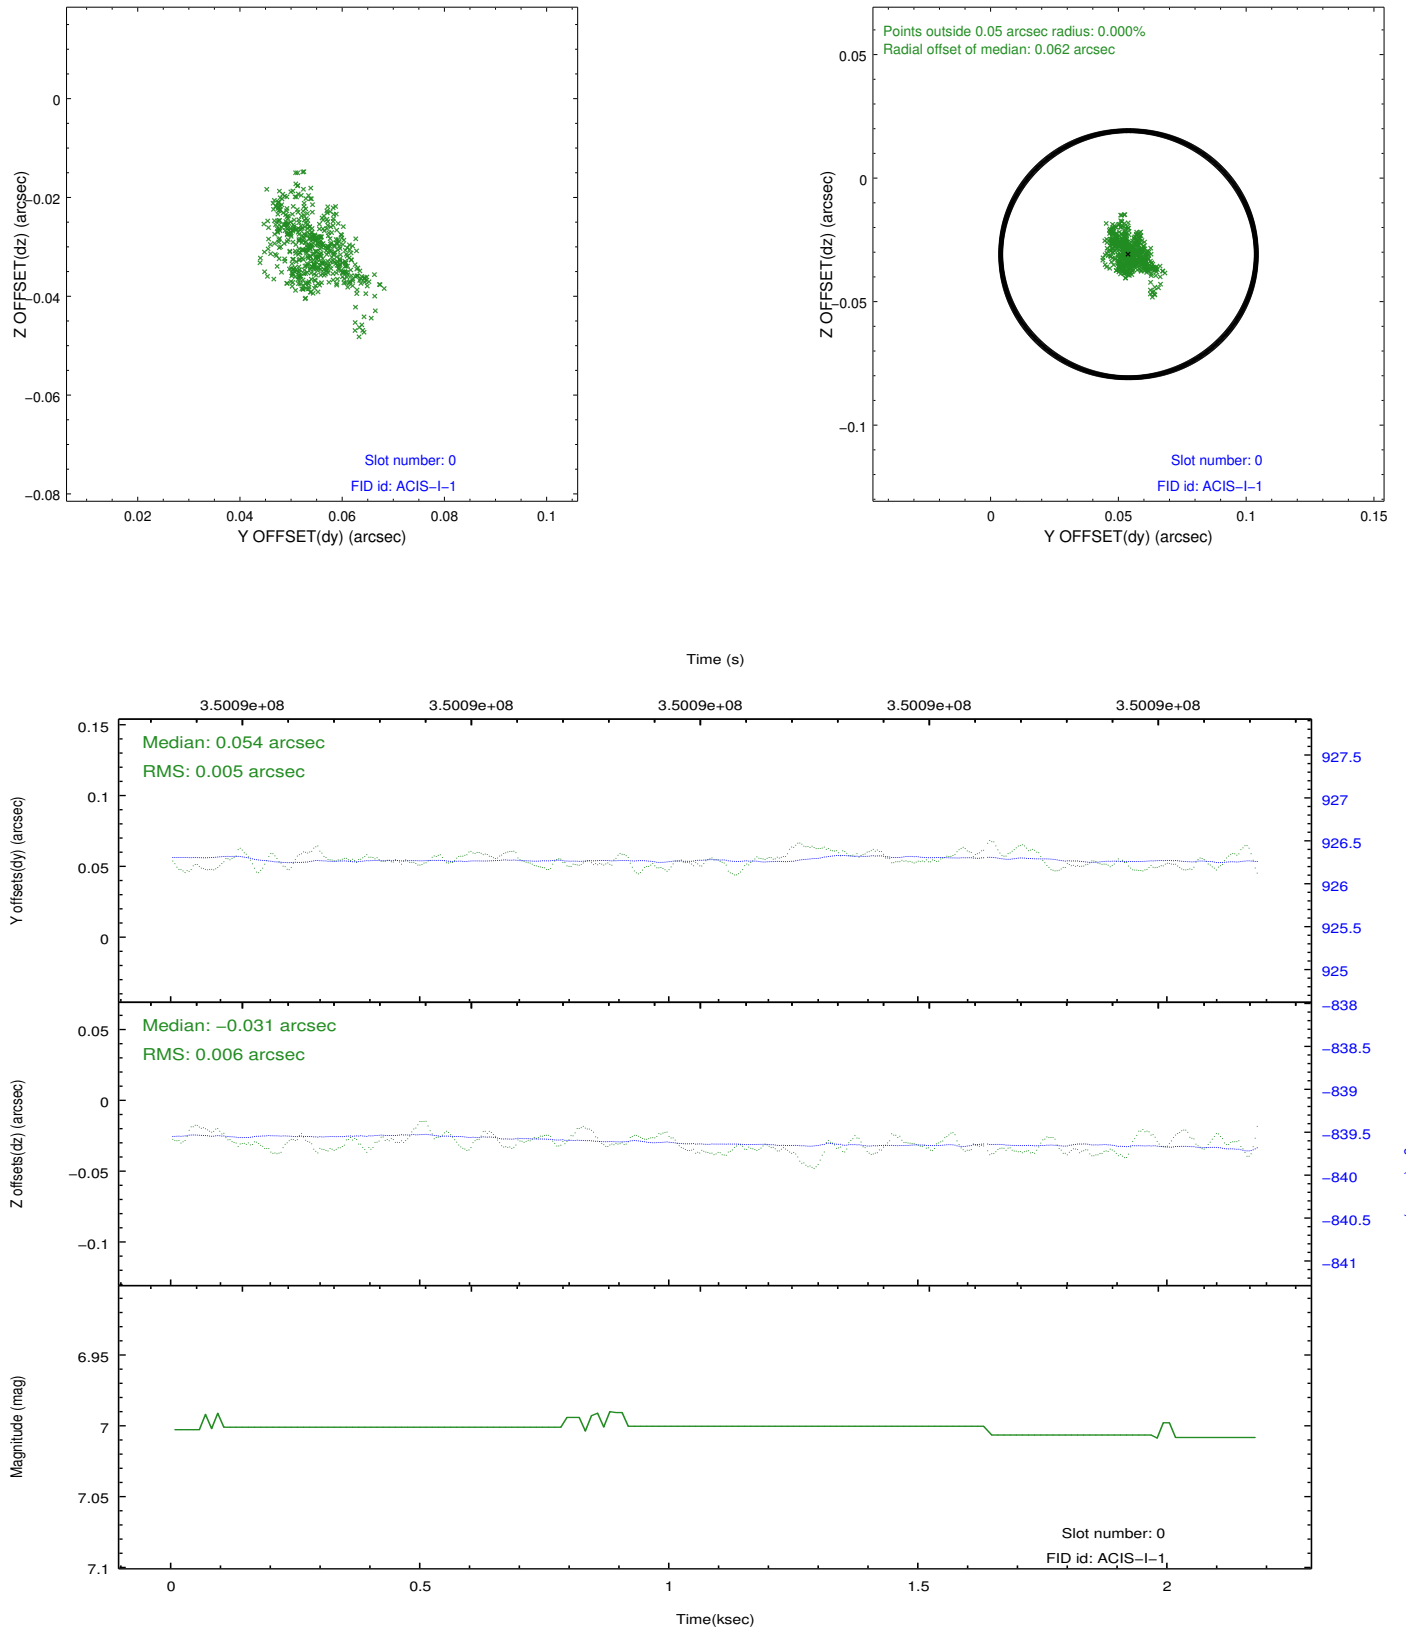 0
−0.02
−0.04
−0.06
−0.08
Z OFFSET(dz) (arcsec)
Slot number: 0
FID id: ACIS−I−1
0.02
0.04
0.06
0.08
0.1
Y OFFSET(dy) (arcsec)
Points outside 0.05 arcsec radius: 0.000%
Radial offset of median: 0.062 arcsec
0.05
0
−0.05
−0.1
Z OFFSET(dz) (arcsec)
Slot number: 0
FID id: ACIS−I−1
0
0.05
0.1
0.15
Y OFFSET(dy) (arcsec)
Time (s)
3.5009e+08
3.5009e+08
3.5009e+08
3.5009e+08
3.5009e+08
Median: 0.054 arcsec
RMS: 0.005 arcsec
0.15
0.1
0.05
0
Y offsets(dy) (arcsec)
927.5
927
926.5
926
925.5
925
Median: −0.031 arcsec
RMS: 0.006 arcsec
0.05
0
−0.05
−0.1
Z offsets(dz) (arcsec)
−838
−838.5
−839
−839.5
−840
−840.5
−841
6.95
7
7.05
7.1
Magnitude (mag)
Slot number: 0
FID id: ACIS−I−1
0
0.5
1
1.5
2
Time(ksec)